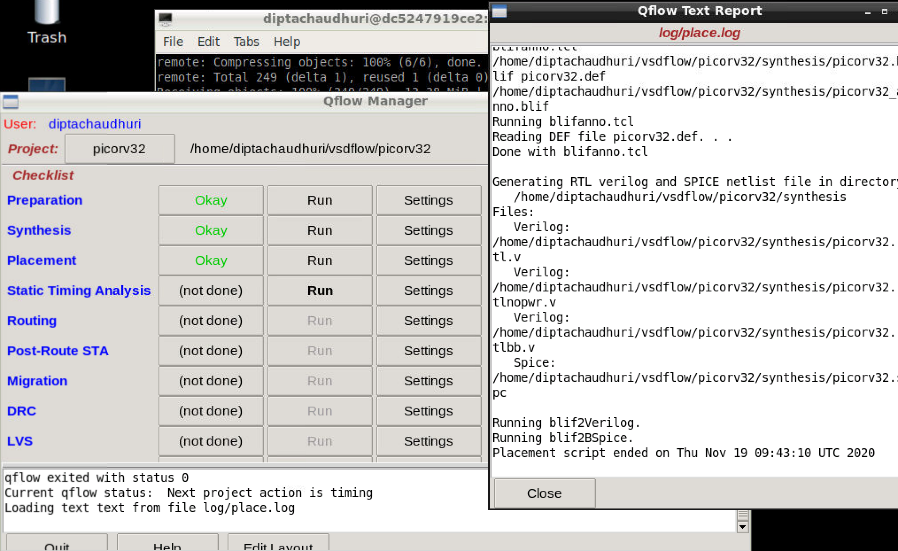 Trash
diptachaudhuri@dc5247919ce2:
File Edit Tabs Help
remote: Compressing objects: 100% (6/6), done.
remote: Total 249 (delta 1), reused 1 (delta 0)
Qflow Manager
User: diptachaudhuri
Project: picorv32 /home/diptachaudhuri/vsdflow/picorv32
Checklist
Preparation Okay Run Settings
Synthesis Okay Run Settings
Placement Okay Run Settings
Static Timing Analysis (not done) Run Settings
Routing (not done) Run Settings
Post-Route STA (not done) Run Settings
Migration (not done) Run Settings
DRC (not done) Run Settings
LVS (not done) Run Settings
qflow exited with status 0
Current qflow status: Next project action is timing
Loading text text from file log/place.log
Quit Help Edit Layout
Qflow Text Report
log/place.log
blifanno.tcl
/home/diptachaudhuri/vsdflow/picorv32/synthesis/picorv32.b
lif picorv32.def
/home/diptachaudhuri/vsdflow/picorv32/synthesis/picorv32_a
nno.blif
Running blifanno.tcl
Reading DEF file picorv32.def. . .
Done with blifanno.tcl
Generating RTL verilog and SPICE netlist file in directory
/home/diptachaudhuri/vsdflow/picorv32/synthesis
Files:
Verilog:
/home/diptachaudhuri/vsdflow/picorv32/synthesis/picorv32.
tl.v
Verilog:
/home/diptachaudhuri/vsdflow/picorv32/synthesis/picorv32.
tlnopwr.v
Verilog:
/home/diptachaudhuri/vsdflow/picorv32/synthesis/picorv32.
tlbb.v
Spice:
/home/diptachaudhuri/vsdflow/picorv32/synthesis/picorv32.s
pc
Running blif2Verilog.
Running blif2BSpice.
Placement script ended on Thu Nov 19 09:43:10 UTC 2020
Close